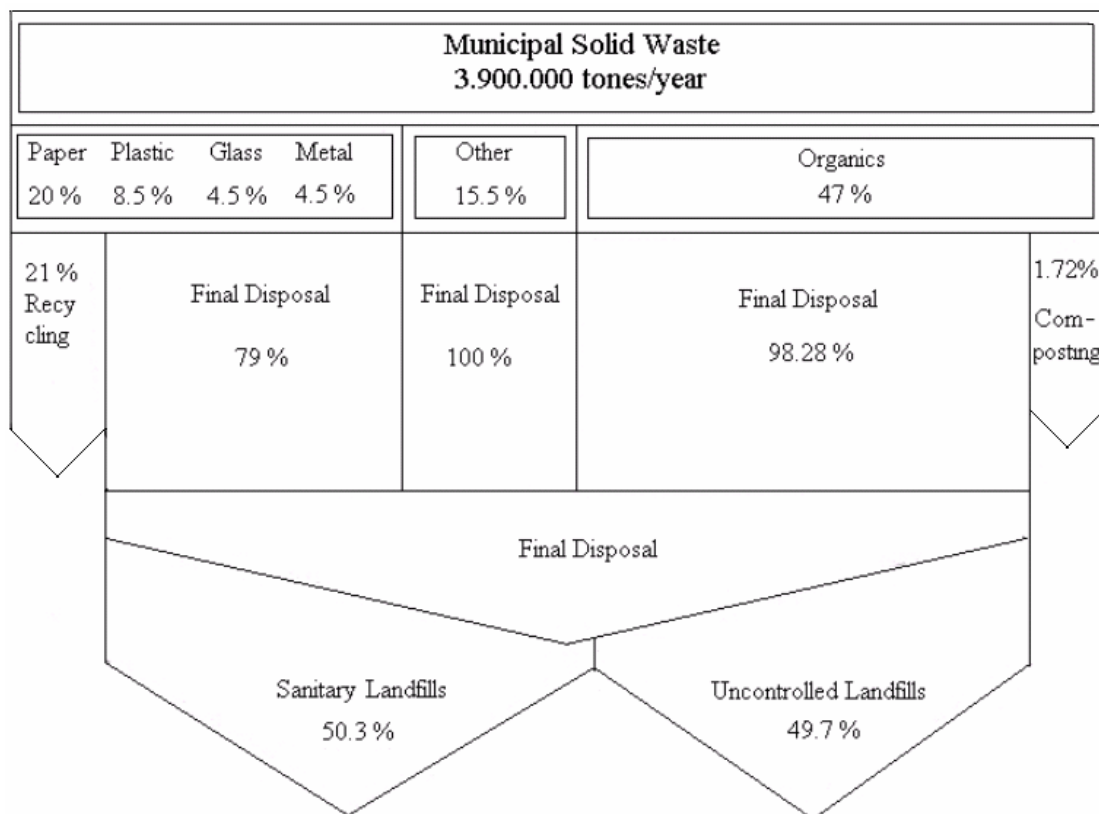 Municipal Solid Waste
3.900.000 tones/year
Paper Plastic Glass Metal
20 % 8.5 % 4.5 % 4.5 %
Other
15.5 %
Organics
47 %
21 %
Recy
cling
Final Disposal
79 %
Final Disposal
100 %
Final Disposal
98.28 %
1.72%
Com-
posting
Final Disposal
Sanitary Landfills
50.3 %
Uncontrolled Landfills
49.7 %